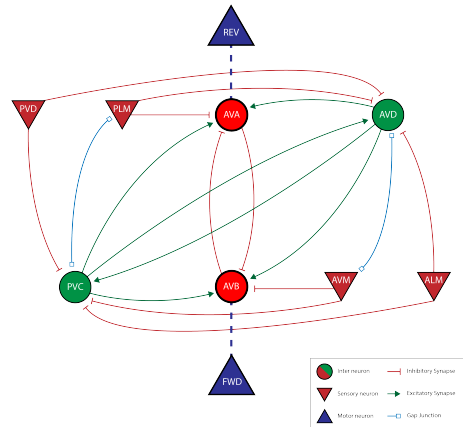 REV
PVD
PLM
AVA
AVD
PVC
AVB
AVM
ALM
FWD
Inter neuron
Inhibitory Synapse
Sensory neuron
Excitatory Synapse
Motor neuron
Gap Junction